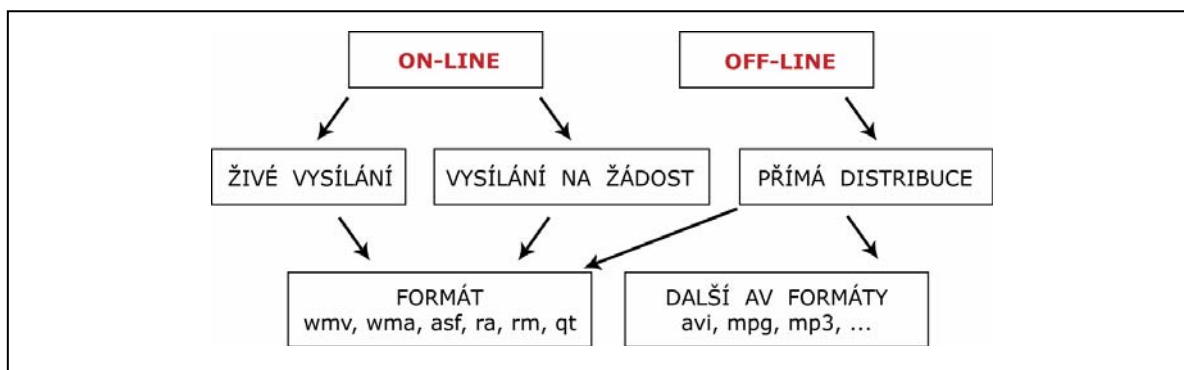 ON-LINE
OFF-LINE
ŽIVÉ VYSÍLÁNÍ
VYSÍLÁNÍ NA ŽÁDOST
PŘÍMÁ DISTRIBUCE
FORMÁT
wmv, wma, asf, ra, rm, qt
DALŠÍ AV FORMÁTY
avi, mpg, mp3, ...